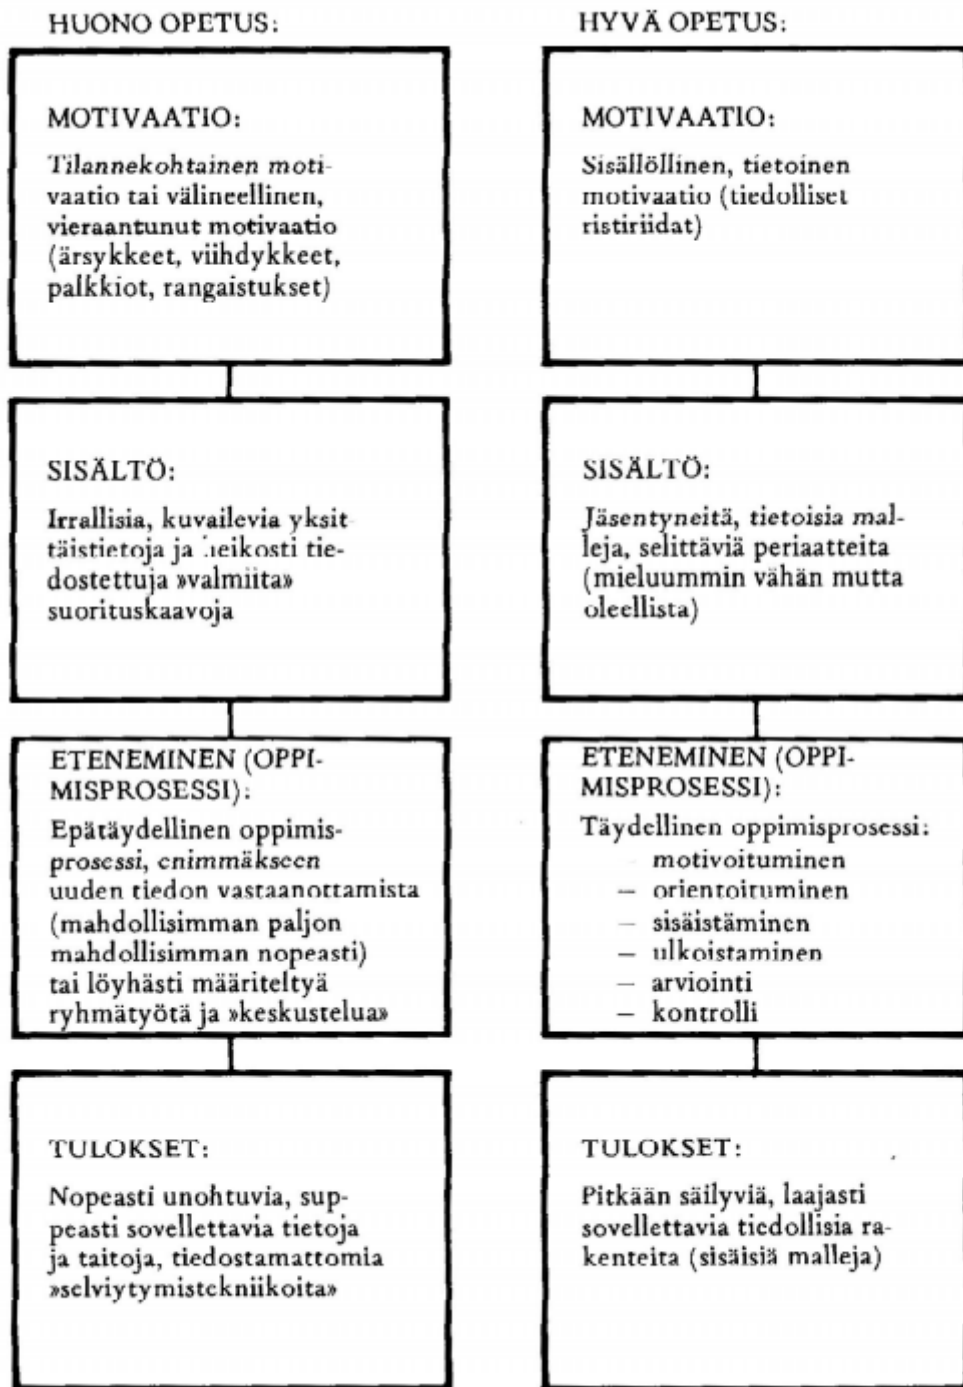 HUONO OPETUS:
MOTIVAATIO:
Tilannekohtainen moti-
vaatio tai välineellinen,
vieraantunut motivaatio
(ärsykkeet, viihdykkeet,
palkkiot, rangaistukset)
SISÄLTÖ:
Irrallisia, kuvailevia yksit
täistietoja ja heikosti tie-
dostettuja »valmiita»
suorituskaavoja
ETENEMINEN (OPPI-
MISPROSESSI):
Epätäydellinen oppimis-
prosessi, enimmäkseen
uuden tiedon vastaanottamista
(mahdollisimman paljon
mahdollisimman nopeasti)
tai löyhästi määriteltyä
ryhmätyötä ja »keskustelua»
TULOKSET:
Nopeasti unohtuvia, sup-
peasti sovellettavia tietoja
ja taitoja, tiedostamattomia
»selviytymistekniikoita»
HYVÄ OPETUS:
MOTIVAATIO:
Sisällöllinen, tietoinen
motivaatio (tiedolliset
ristiriidat)
SISÄLTÖ:
Jäsentyneitä, tietoisia mal-
leja, selittäviä periaatteita
(mieluummin vähän mutta
oleellista)
ETENEMINEN (OPPI-
MISPROSESSI):
Täydellinen oppimisprosessi:
— motivoituminen
— orientoituminen
— sisäistäminen
— ulkoistaminen
— arviointi
— kontrolli
TULOKSET:
Pitkään säilyviä, laajasti
sovellettavia tiedollisia ra-
kenteita (sisäisiä malleja)